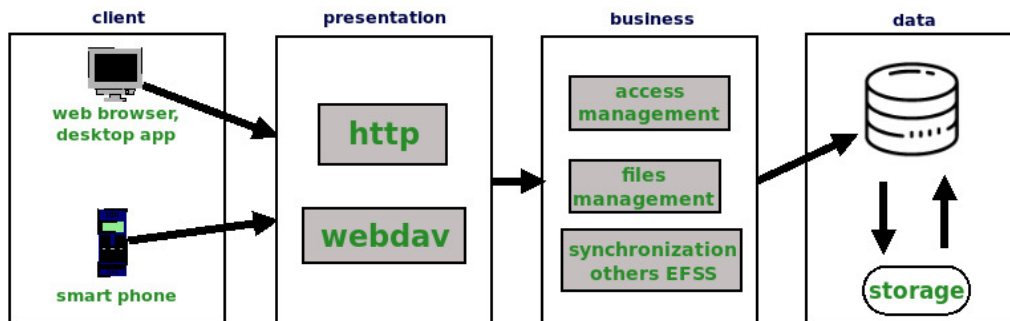 client
presentation
business
data
web browser,
desktop app
smart phone
http
webdav
access
management
files
management
synchronization
others EFSS
storage